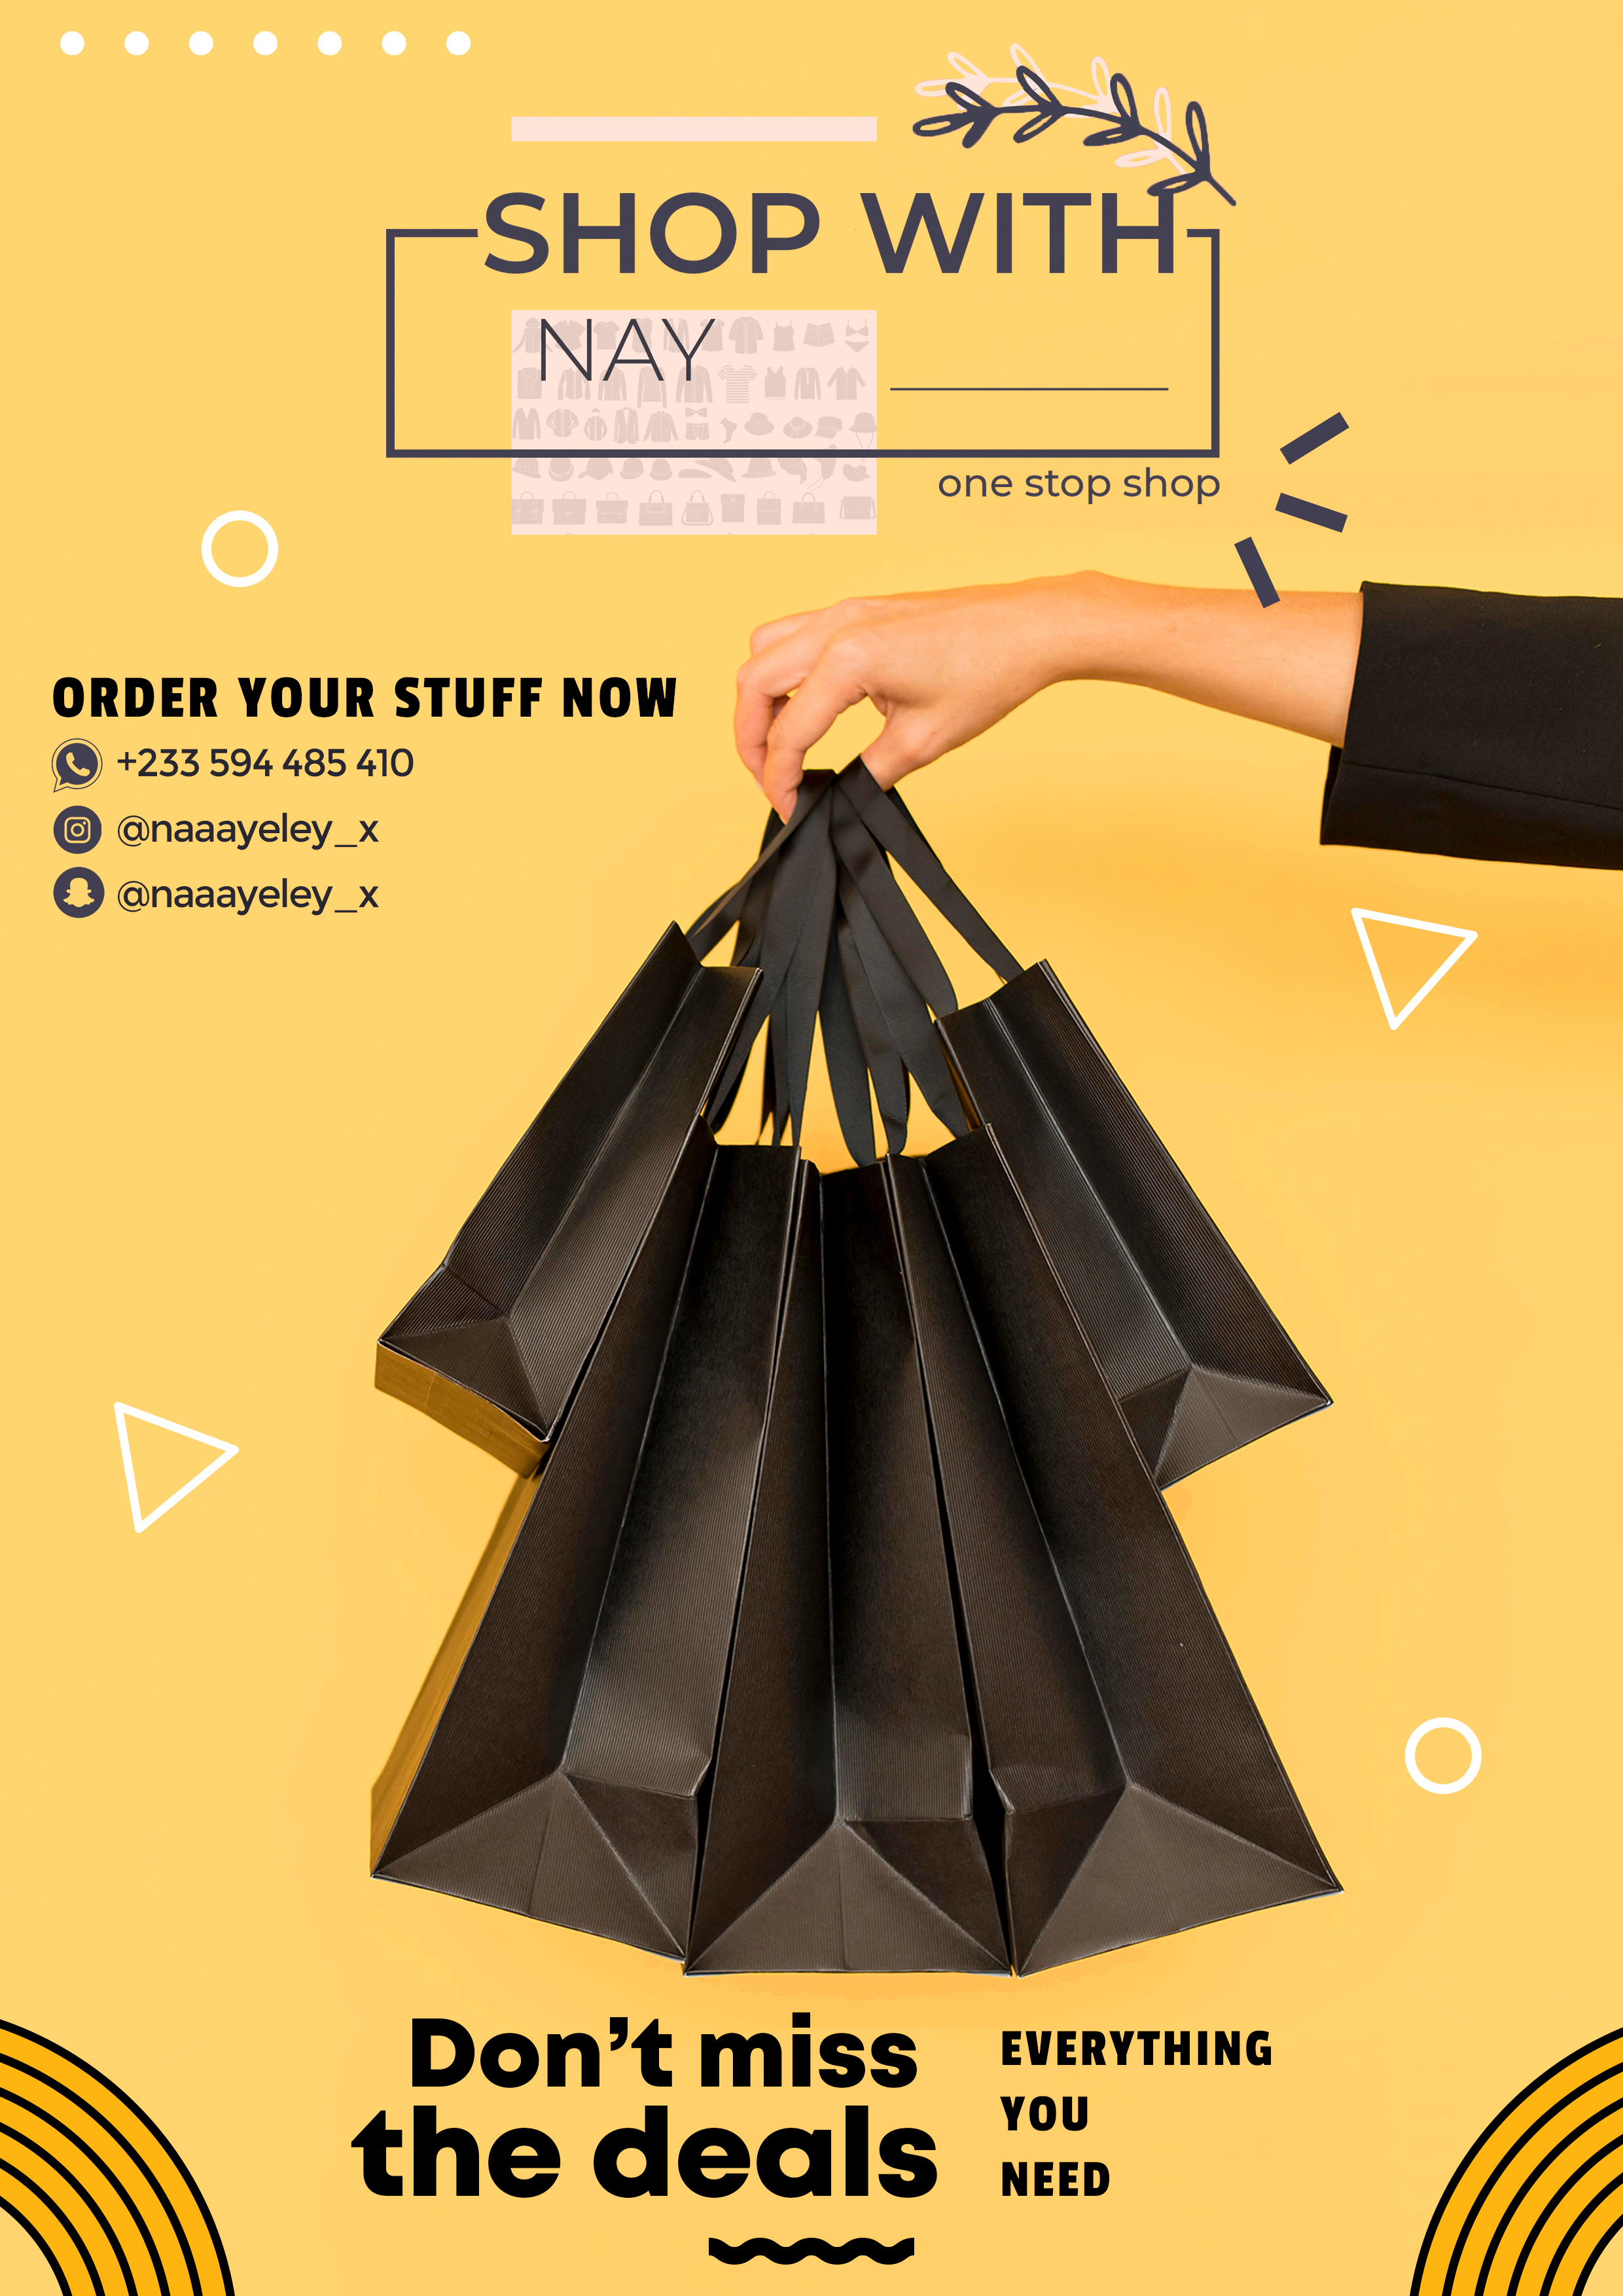 SHOP WITH
NAY
one stop shop
ORDER YOUR STUFF NOW
+233 594 485 410
@naaayeley_x
@naaayeley_x
Don’t miss
the deals
EVERYTHING
YOU
NEED